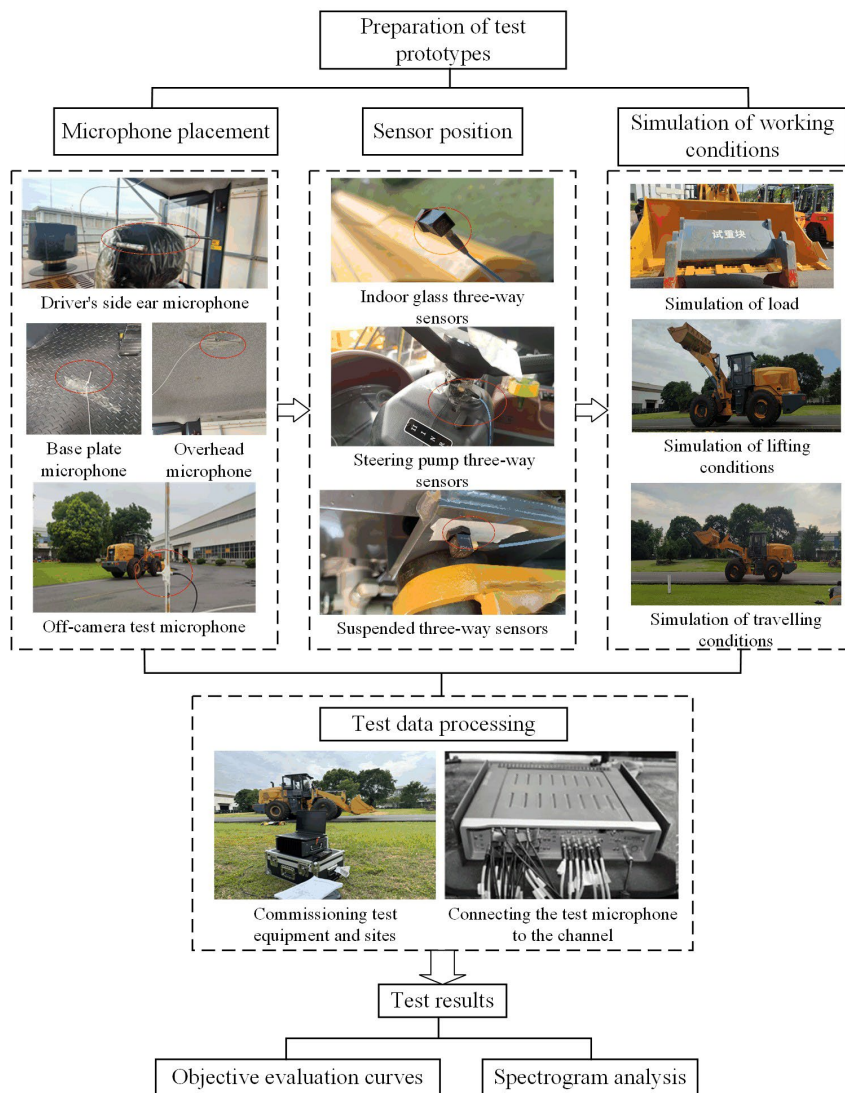 Preparation of test
prototypes
Microphone placement
Sensor position
Simulation of working
conditions
Driver's side ear microphone
Base plate
microphone
Overhead
microphone
Off-camera test microphone
Indoor glass three-way
sensors
Steering pump three-way
sensors
Suspended three-way sensors
试重块
Simulation of load
Simulation of lifting
conditions
Simulation of travelling
conditions
Test data processing
Commissioning test
equipment and sites
Connecting the test microphone
to the channel
Test results
Objective evaluation curves
Spectrogram analysis